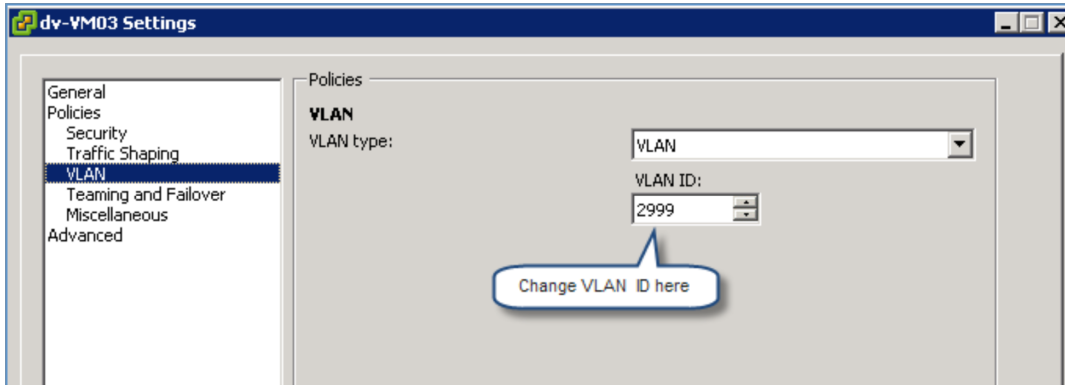 dv-VM03 Settings
General
Policies
Security
Traffic Shaping
VLAN
Teaming and Failover
Miscellaneous
Advanced
Policies
VLAN
VLAN type:
VLAN
VLAN ID:
2999
Change VLAN ID here